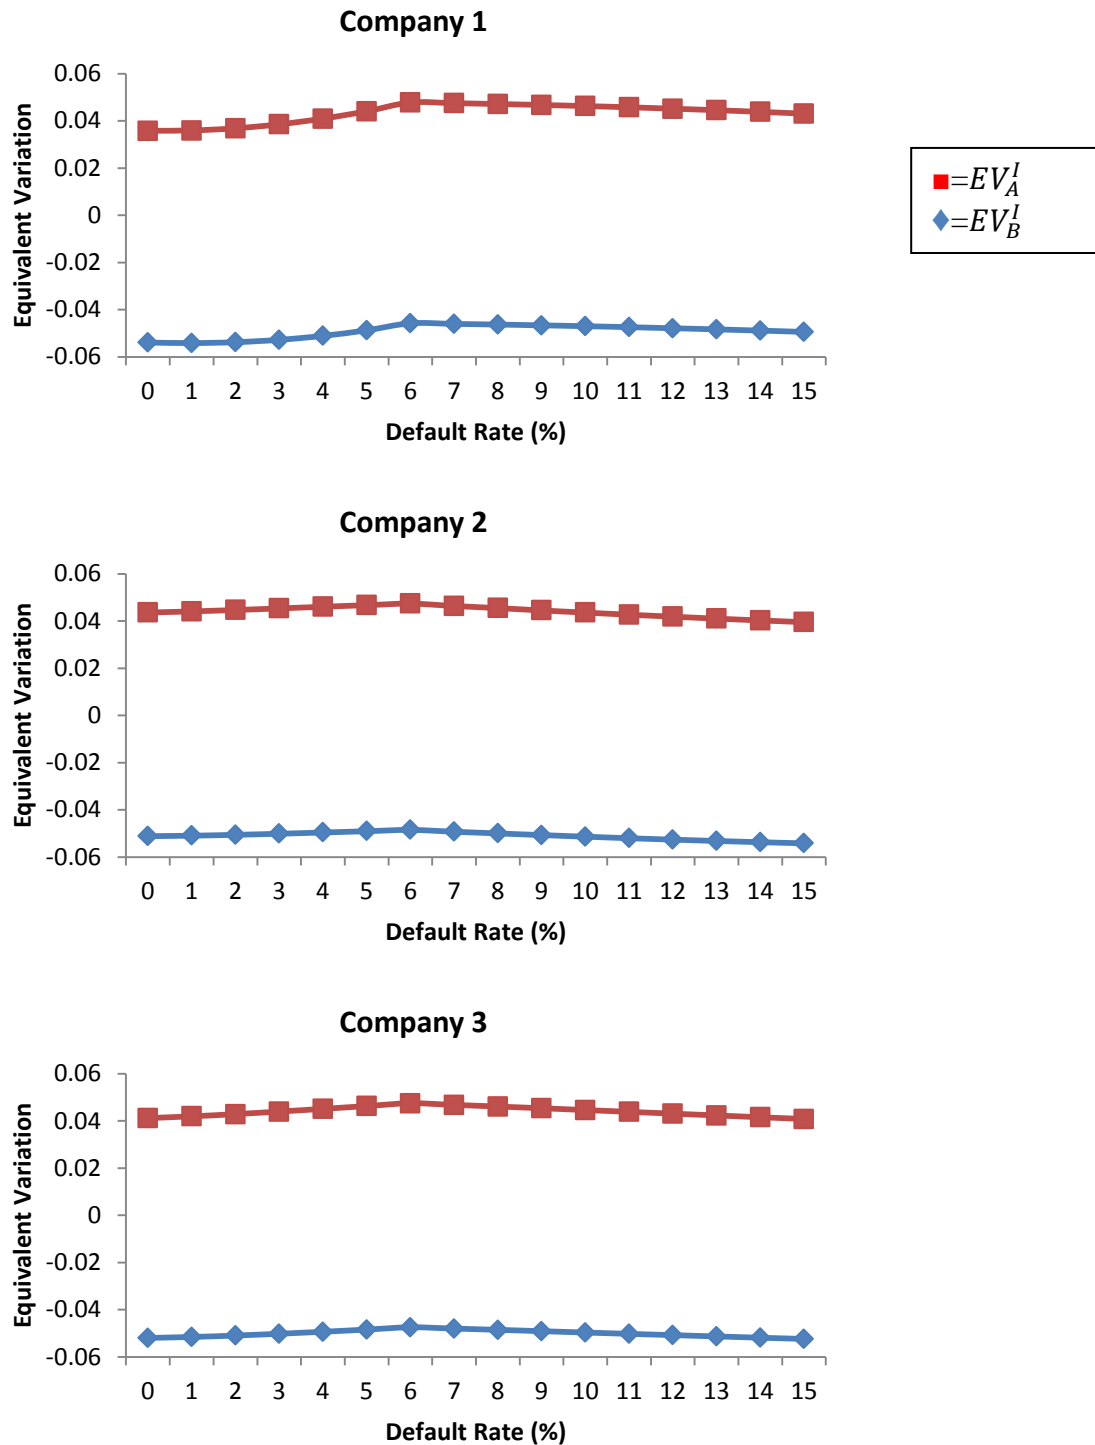 Company 1
Equivalent Variation
0.06
0.04
0.02
0
-0.02
-0.04
-0.06
0 1 2 3 4 5 6 7 8 9 10 11 12 13 14 15
Default Rate (%)
=EV_A^I
=EV_B^I
Company 2
Equivalent Variation
0.06
0.04
0.02
0
-0.02
-0.04
-0.06
0 1 2 3 4 5 6 7 8 9 10 11 12 13 14 15
Default Rate (%)
Company 3
Equivalent Variation
0.06
0.04
0.02
0
-0.02
-0.04
-0.06
0 1 2 3 4 5 6 7 8 9 10 11 12 13 14 15
Default Rate (%)